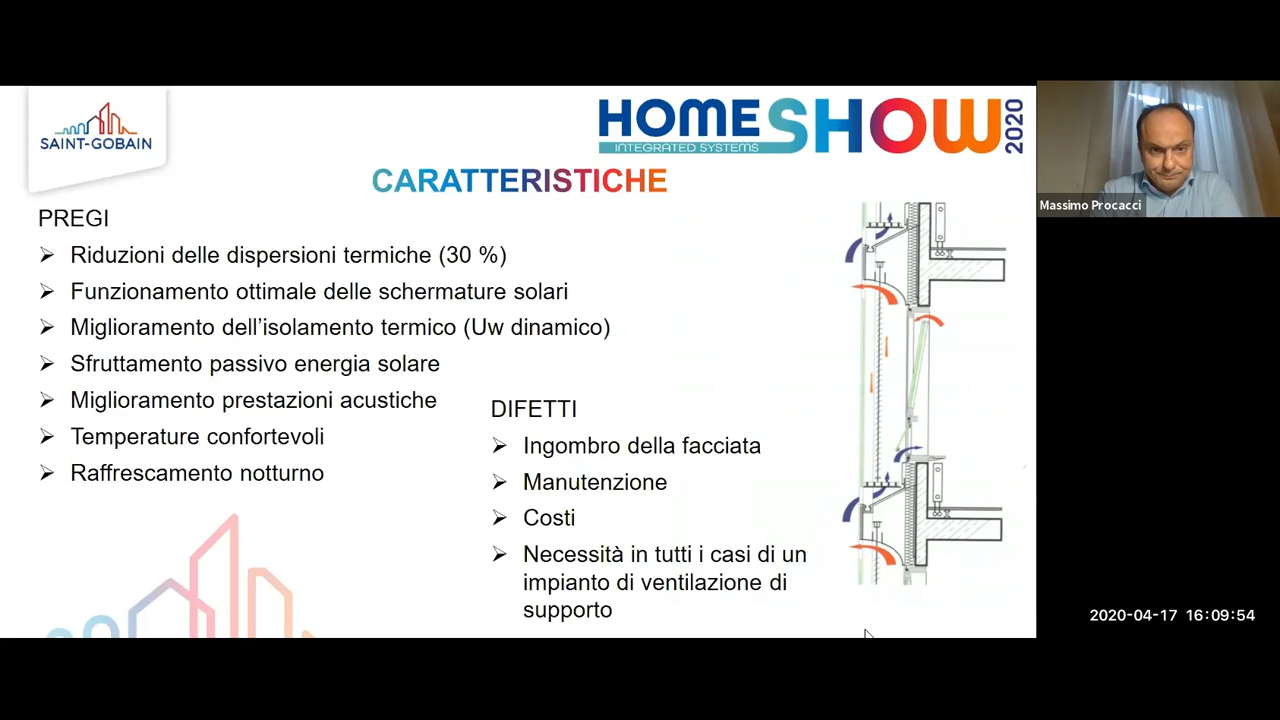 SAINT-GOBAIN
HOME SHOW 2020
INTEGRATED SYSTEMS
CARATTERISTICHE
Massimo Procacci
PREGI
Riduzioni delle dispersioni termiche (30 %)
Funzionamento ottimale delle schermature solari
Miglioramento dell’isolamento termico (Uw dinamico)
Sfruttamento passivo energia solare
Miglioramento prestazioni acustiche
Temperature confortevoli
Raffrescamento notturno
DIFETTI
Ingombro della facciata
Manutenzione
Costi
Necessità in tutti i casi di un
impianto di ventilazione di
supporto
2020-04-17 16:09:54